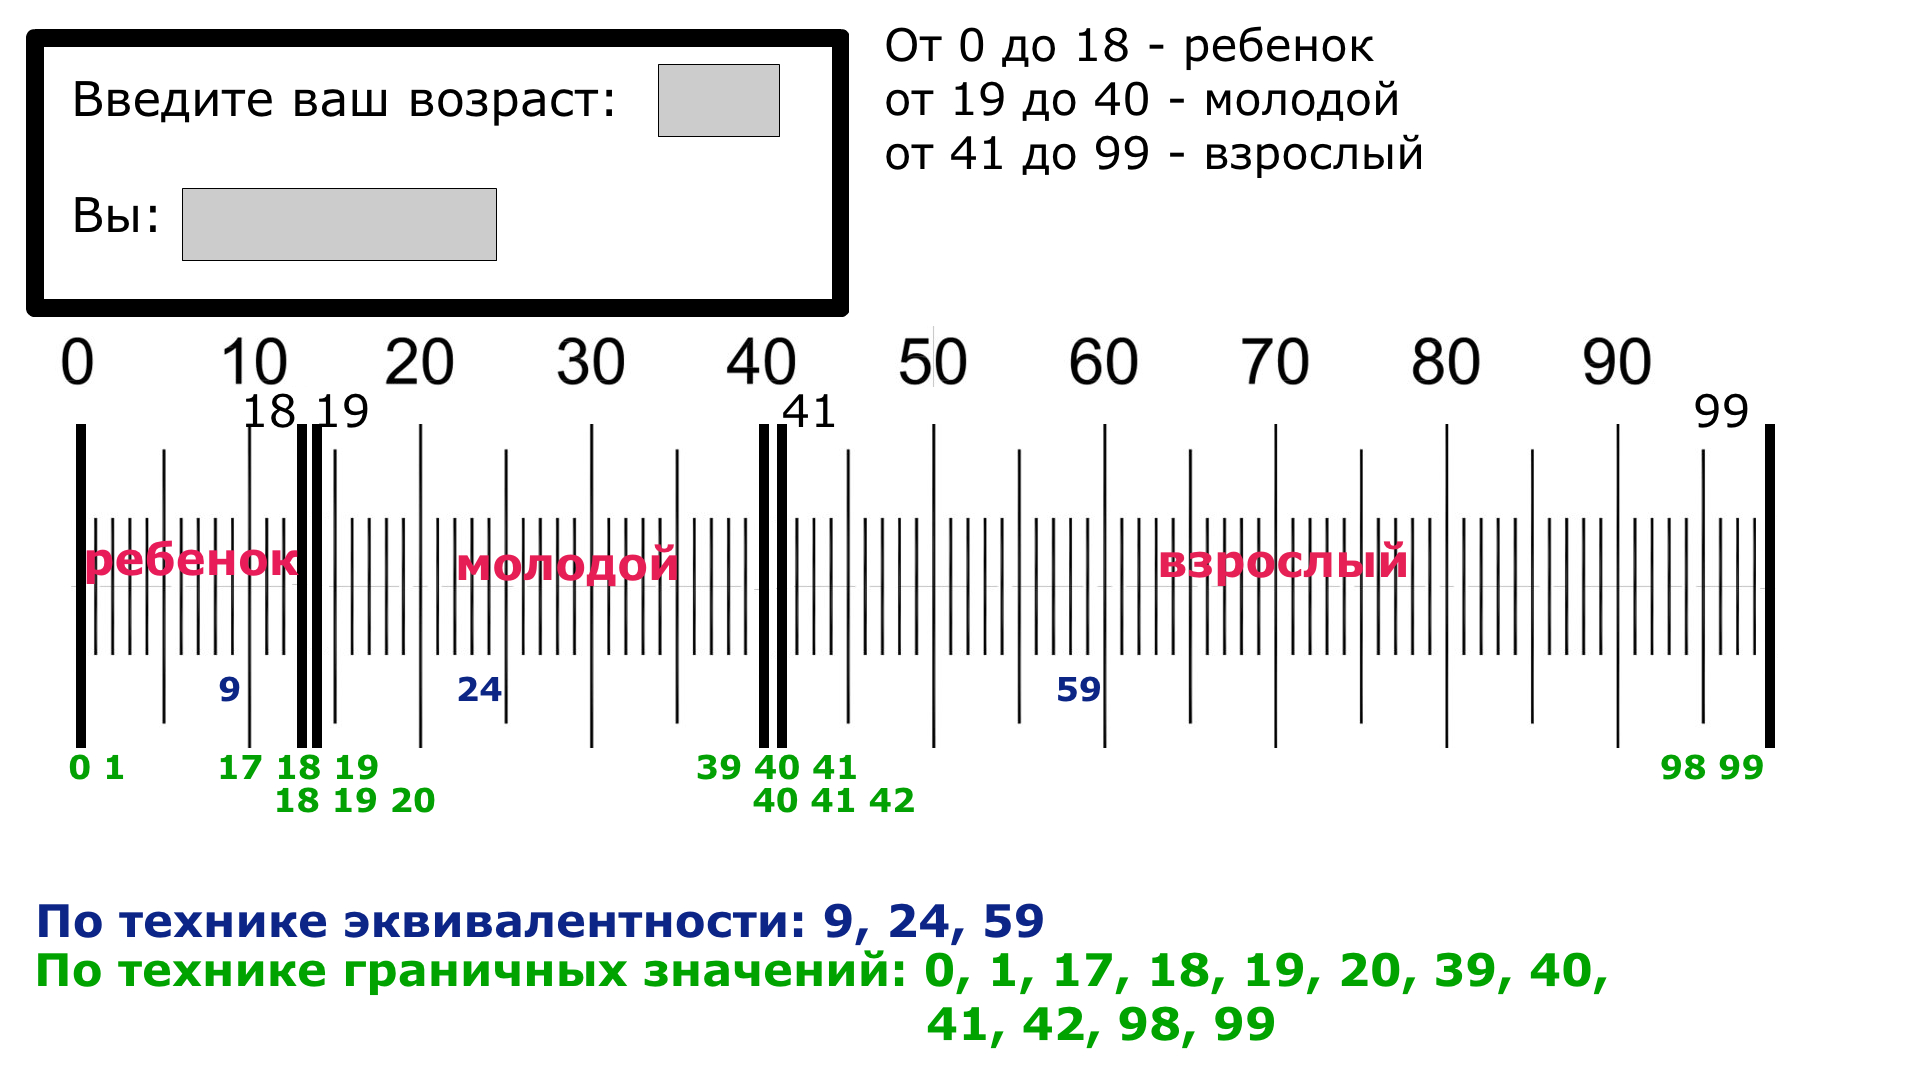 Введите ваш возраст:
Вы:
От 0 до 18 - ребенок
от 19 до 40 - молодой
от 41 до 99 - взрослый
0 10 20 30 40 50 60 70 80 90
18 19 41 99
ребенок молодой взрослый
9 24 59
0 1 17 18 19 39 40 41 98 99
18 19 20 40 41 42
По технике эквивалентности: 9, 24, 59
По технике граничных значений: 0, 1, 17, 18, 19, 20, 39, 40,
41, 42, 98, 99